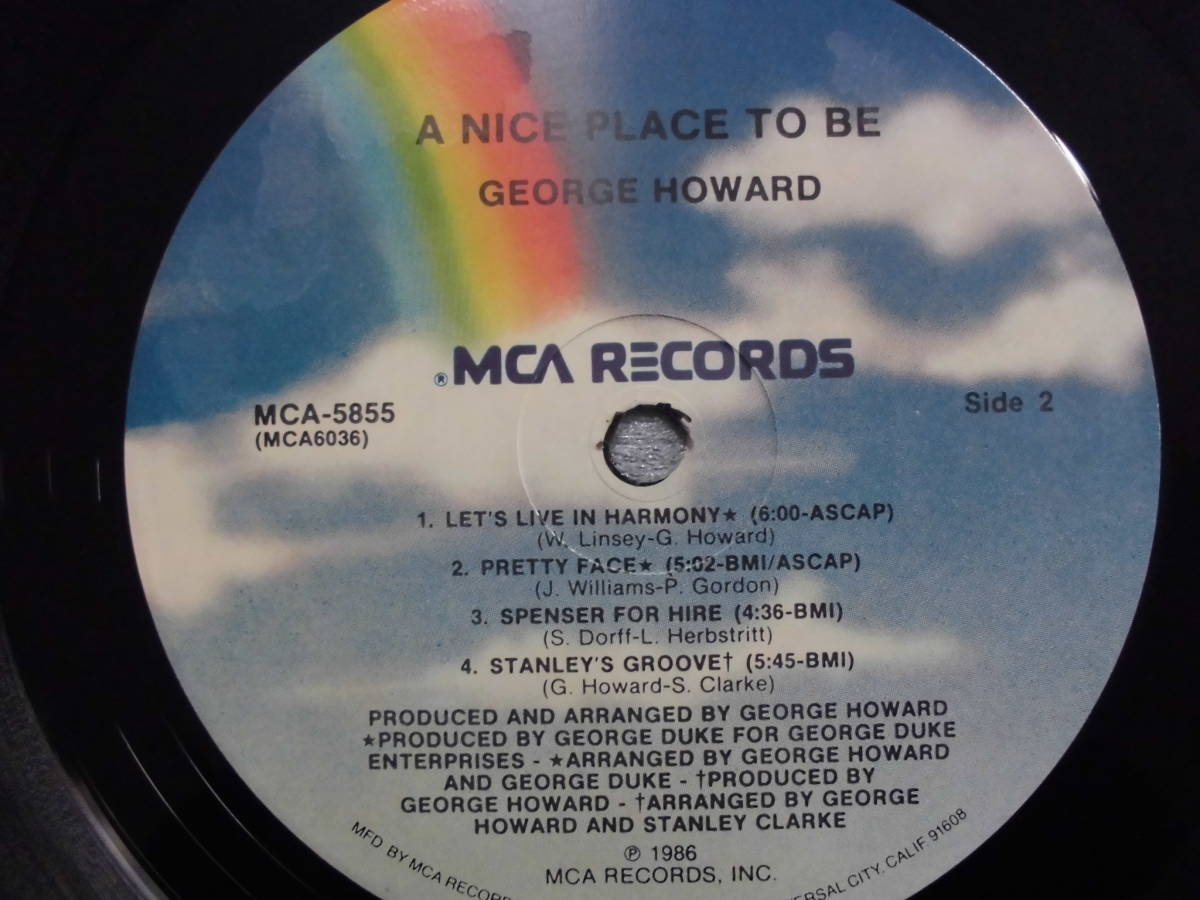 A NICE PLACE TO BE
GEORGE HOWARD
®MCA RECORDS
MCA-5855
(MCA6036)
Side 2
1. LET'S LIVE IN HARMONY★ (6:00-ASCAP)
(W. Linsey-G. Howard)
2. PRETTY FACE★ (5:02-BMI/ASCAP)
(J. Williams-P. Gordon)
3. SPENSER FOR HIRE (4:36-BMI)
(S. Dorff-L. Herbstritt)
4. STANLEY'S GROOVE† (5:45-BMI)
(G. Howard-S. Clarke)
PRODUCED AND ARRANGED BY GEORGE HOWARD
★PRODUCED BY GEORGE DUKE FOR GEORGE DUKE
ENTERPRISES - ★ARRANGED BY GEORGE HOWARD
AND GEORGE DUKE - †PRODUCED BY
GEORGE HOWARD - †ARRANGED BY GEORGE
HOWARD AND STANLEY CLARKE
℗ 1986
MCA RECORDS, INC.
MFD BY MCA RECOR CITY, CALIF. 91608